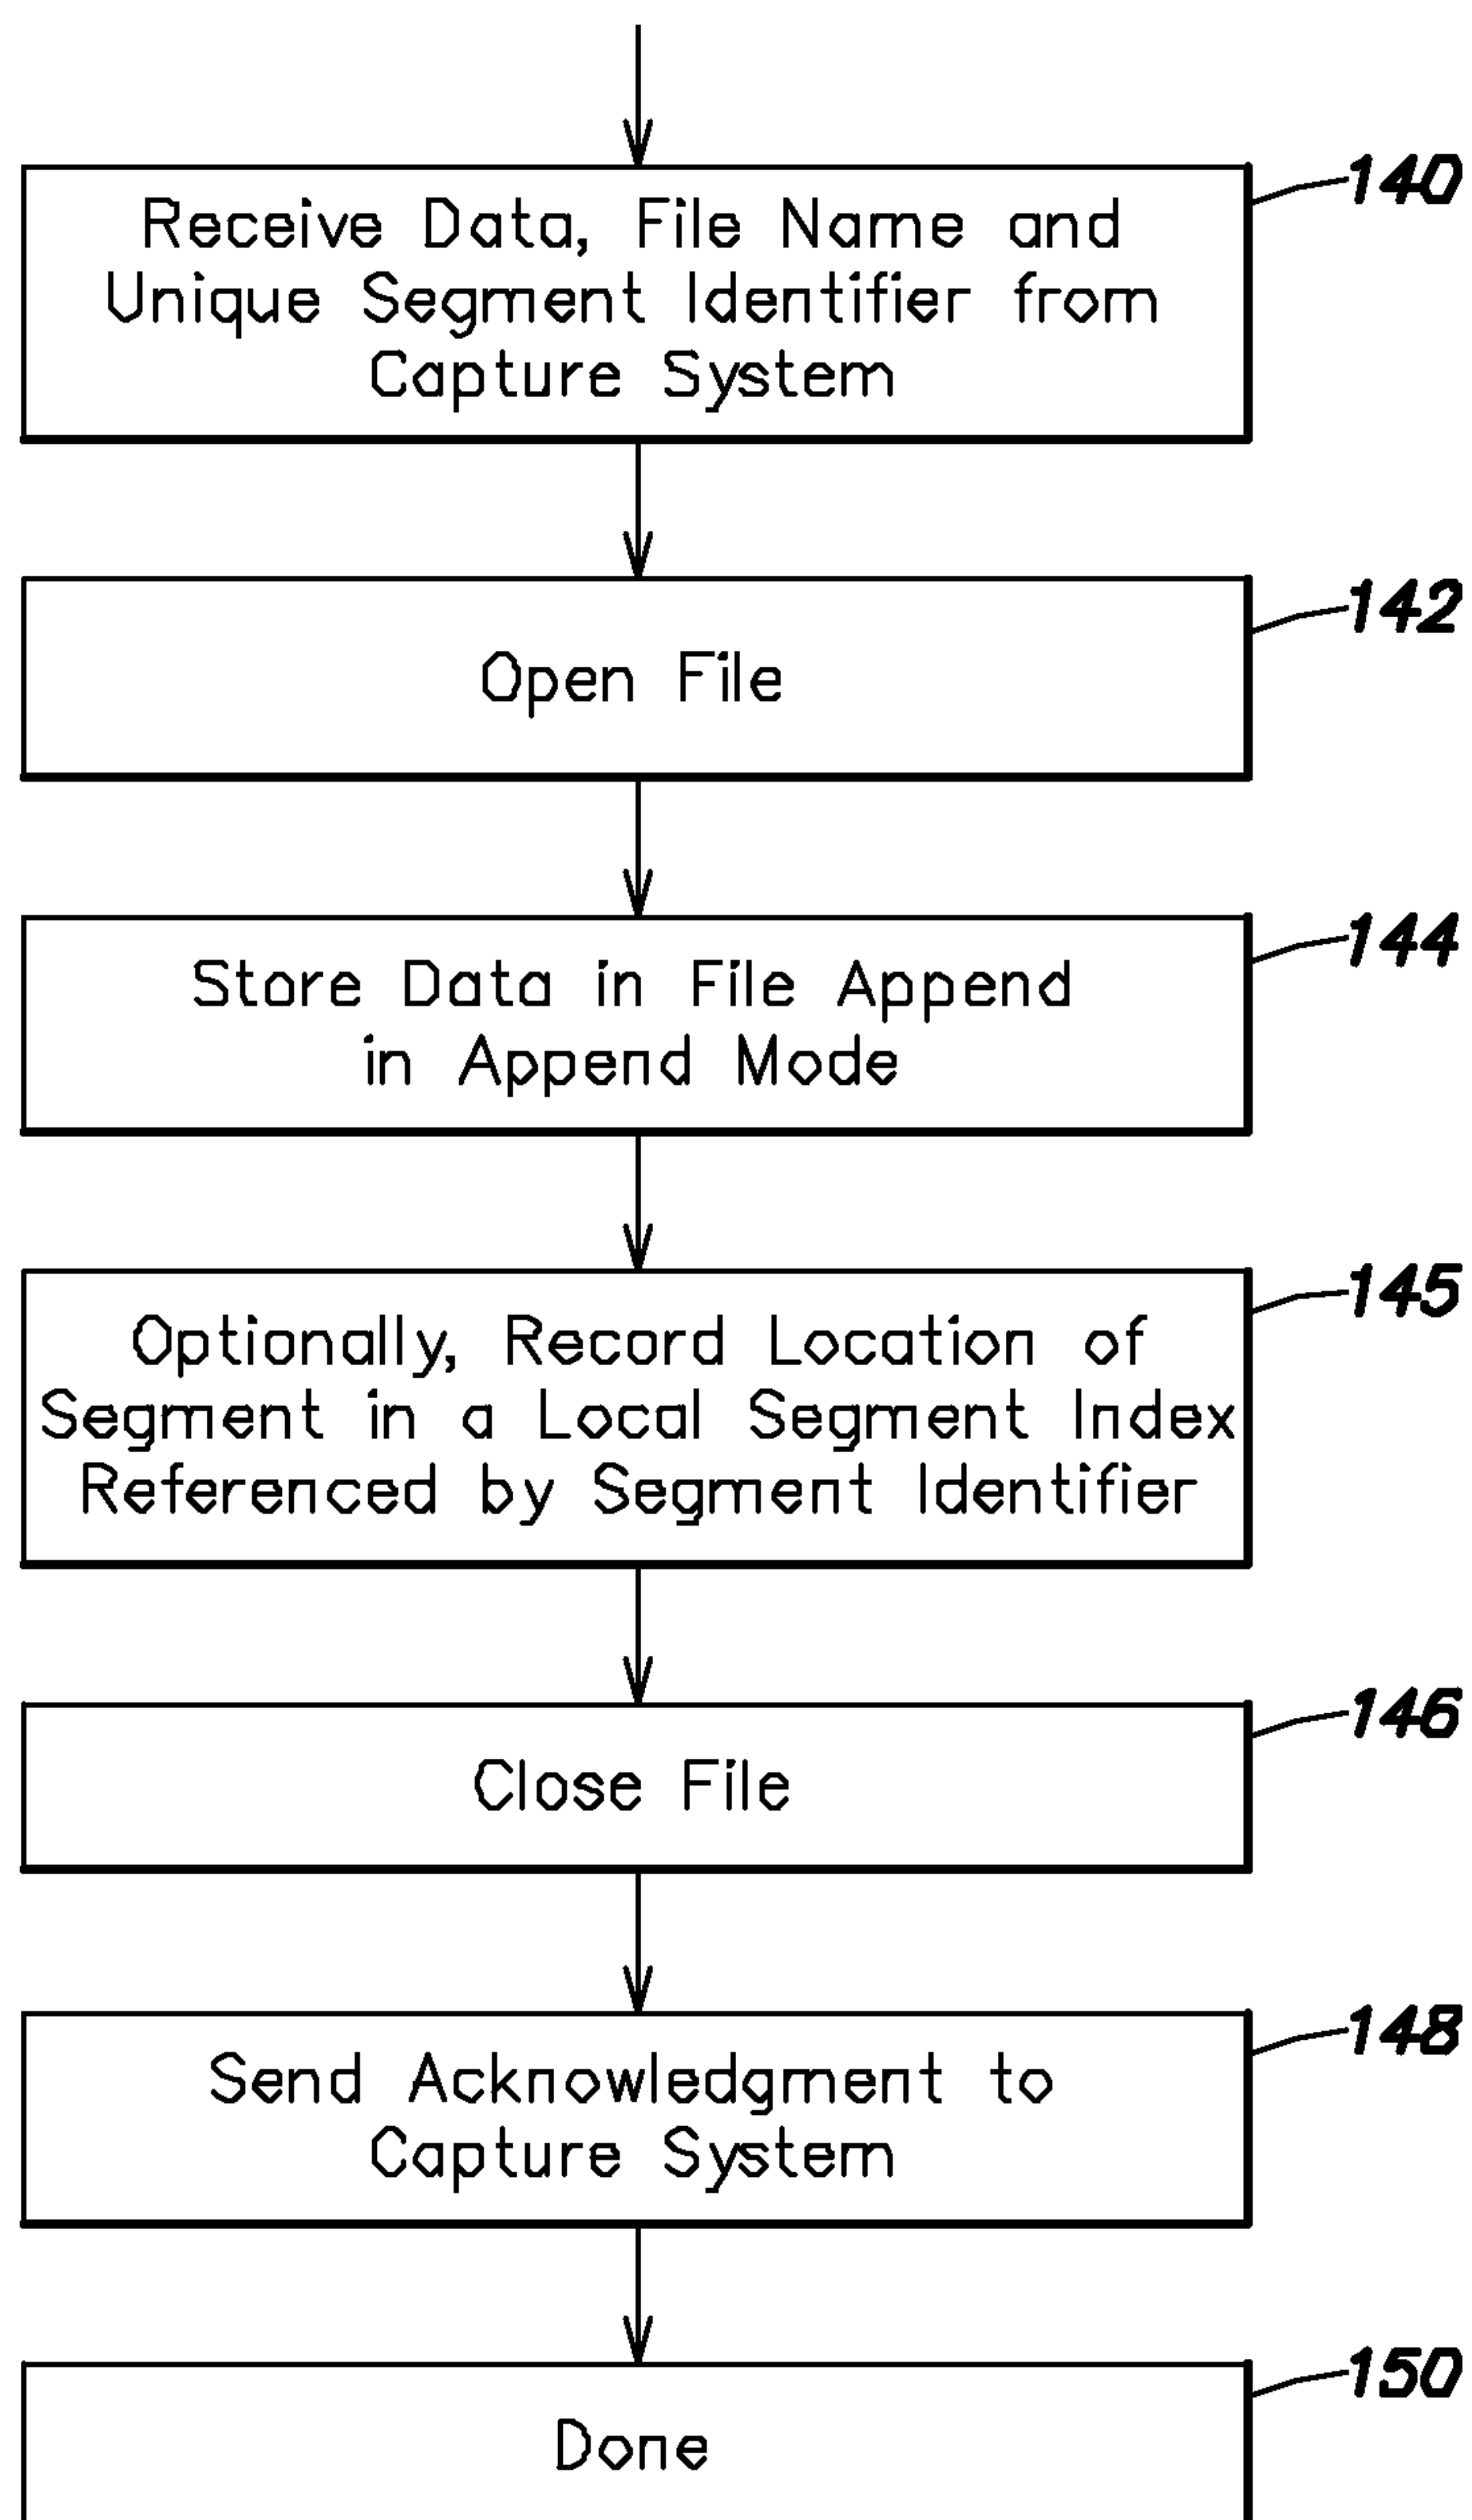 140
Receive Data, File Name and
Unique Segment Identifier from
Capture System
142
Open File
144
Store Data in File Append
in Append Mode
145
Optionally, Record Location of
Segment in a Local Segment Index
Referenced by Segment Identifier
146
Close File
148
Send Acknowledgment to
Capture System
150
Done